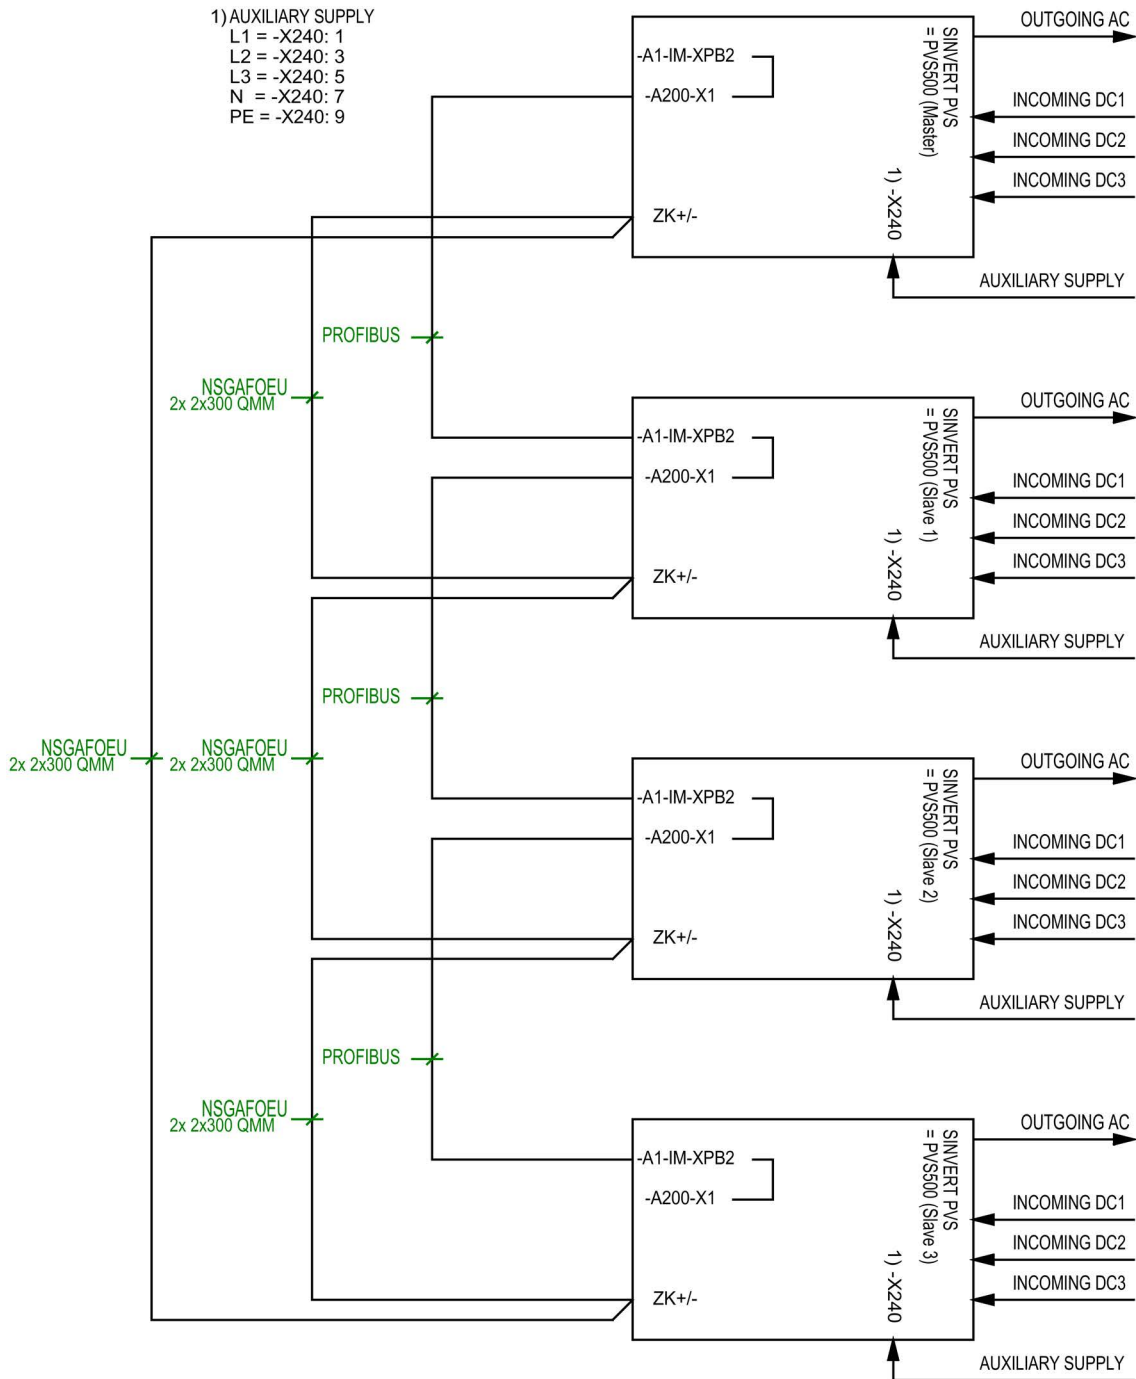 1) AUXILIARY SUPPLY
L1 = -X240: 1
L2 = -X240: 3
L3 = -X240: 5
N = -X240: 7
PE = -X240: 9
-A1-IM-XPB2
-A200-X1
ZK+/-
SINVERT PVS
= PVS500 (Master)
1) -X240
OUTGOING AC
INCOMING DC1
INCOMING DC2
INCOMING DC3
AUXILIARY SUPPLY
PROFIBUS
NSGAFOEU
2x 2x300 QMM
-A1-IM-XPB2
-A200-X1
ZK+/-
SINVERT PVS
= PVS500 (Slave 1)
1) -X240
OUTGOING AC
INCOMING DC1
INCOMING DC2
INCOMING DC3
AUXILIARY SUPPLY
PROFIBUS
NSGAFOEU
2x 2x300 QMM
NSGAFOEU
2x 2x300 QMM
-A1-IM-XPB2
-A200-X1
ZK+/-
SINVERT PVS
= PVS500 (Slave 2)
1) -X240
OUTGOING AC
INCOMING DC1
INCOMING DC2
INCOMING DC3
AUXILIARY SUPPLY
PROFIBUS
NSGAFOEU
2x 2x300 QMM
-A1-IM-XPB2
-A200-X1
ZK+/-
SINVERT PVS
= PVS500 (Slave 3)
1) -X240
OUTGOING AC
INCOMING DC1
INCOMING DC2
INCOMING DC3
AUXILIARY SUPPLY